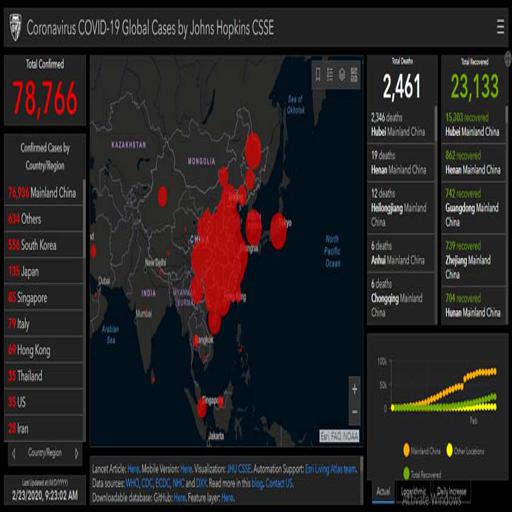 Coronavirus COVID-19 Global Cases by Johns Hopkins CSSE
Total Confirmed
78,766
Confirmed Cases by
Country/Region
76,936 Mainland China
634 Others
556 South Korea
135 Japan
85 Singapore
79 Italy
69 Hong Kong
35 Thailand
35 US
28 Iran
Country/Region
Last Updated at (M/D/YYYY)
2/23/2020, 9:23:02 AM
Sea of
Okhotsk
KAZAKHSTAN
MONGOLIA
North
Pacific
Ocean
New Delhi
Dubai
INDIA
Mumbai
Arabian
Sea
Jakarta
+
−
Esri, FAO, NOAA
Lancet Article: Here. Mobile Version: Here. Visualization: JHU CSSE. Automation Support: Esri Living Atlas team.
Data sources: WHO, CDC, ECDC, NHC and DXY. Read more in this blog. Contact US.
Downloadable database: GitHub: Here. Feature layer: Here.
Total Deaths
2,461
2,346 deaths
Hubei Mainland China
19 deaths
Henan Mainland China
12 deaths
Heilongjiang Mainland
China
6 deaths
Anhui Mainland China
6 deaths
Chongqing Mainland
China
Total Recovered
23,133
15,303 recovered
Hubei Mainland China
862 recovered
Henan Mainland China
742 recovered
Guangdong Mainland
China
739 recovered
Zhejiang Mainland
China
704 recovered
Hunan Mainland China
100k
50k
0
Feb
Mainland China
Other Locations
Total Recovered
Actual
Logarithmic
Daily Increase
Activate Windows